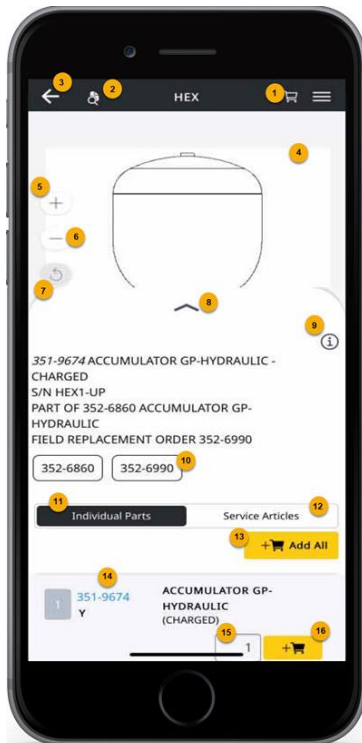 3
2
HEX
1
4
5
6
7
8
9
351-9674 ACCUMULATOR GP-HYDRAULIC -
CHARGED
S/N HEX1-UP
PART OF 352-6860 ACCUMULATOR GP-
HYDRAULIC
FIELD REPLACEMENT ORDER 352-6990
352-6860 352-6990 10
11
12
Individual Parts Service Articles
13
+ Add All
14
1 351-9674 ACCUMULATOR GP-
Y HYDRAULIC
(CHARGED)
15
16
1 +